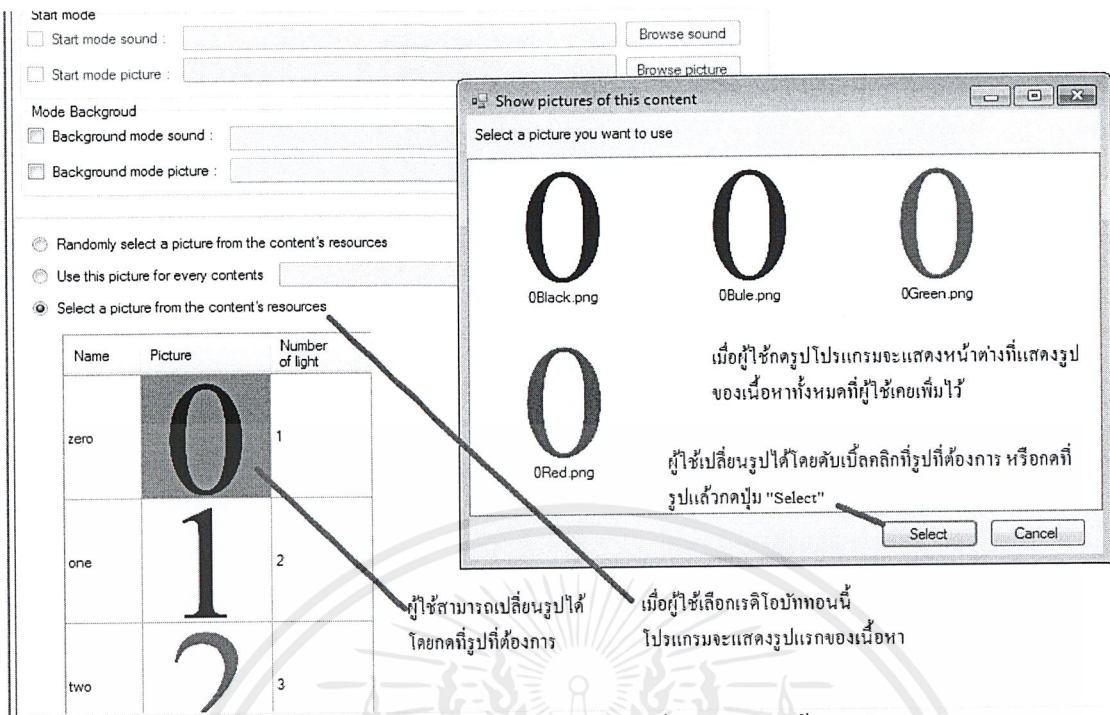 Start mode
Start mode sound :
Browse sound
Start mode picture :
Browse picture
Mode Backgroud
Background mode sound :
Background mode picture :
Randomly select a picture from the content's resources
Use this picture for every contents
Select a picture from the content's resources
Name Picture Number of light
zero 0 1
one 1 2
two 2 3
Show pictures of this content
Select a picture you want to use
0 0 0
0Black.png 0Bule.png 0Green.png
0
0Red.png
เมื่อผู้ใช้กดรูปโปรแกรมจะแสดงหน้าต่างที่แสดงรูป
ของเนื้อหาทั้งหมดที่ผู้ใช้เคยเพิ่มไว้
ผู้ใช้เปลี่ยนรูปได้โดยดับเบิ้ลคลิกที่รูปที่ต้องการ หรือกดที่
รูปแล้วกดปุ่ม "Select"
Select Cancel
ผู้ใช้สามารถเปลี่ยนรูปได้
โดยกดที่รูปที่ต้องการ
เมื่อผู้ใช้เลือกเรดิโอบัททอนนี้
โปรแกรมจะแสดงรูปแรกของเนื้อหา